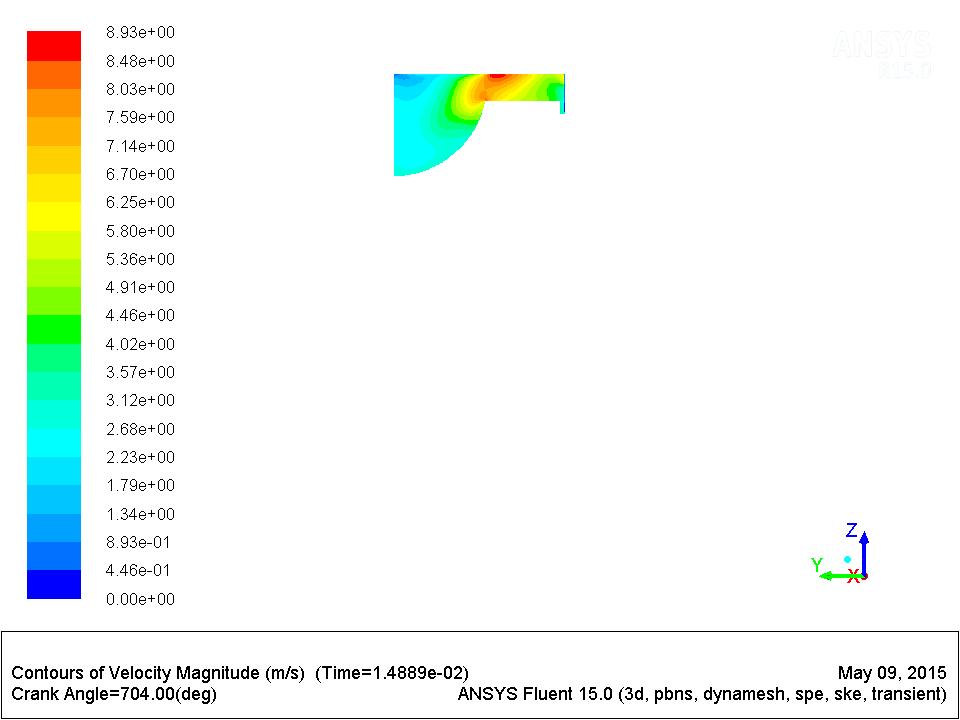 8.93e+00
8.48e+00
8.03e+00
7.59e+00
7.14e+00
6.70e+00
6.25e+00
5.80e+00
5.36e+00
4.91e+00
4.46e+00
4.02e+00
3.57e+00
3.12e+00
2.68e+00
2.23e+00
1.79e+00
1.34e+00
8.93e-01
4.46e-01
0.00e+00
ANSYS
R15.0
Z
Y
X
Contours of Velocity Magnitude (m/s)  (Time=1.4889e-02)
Crank Angle=704.00(deg)
May 09, 2015
ANSYS Fluent 15.0 (3d, pbns, dynamesh, spe, ske, transient)